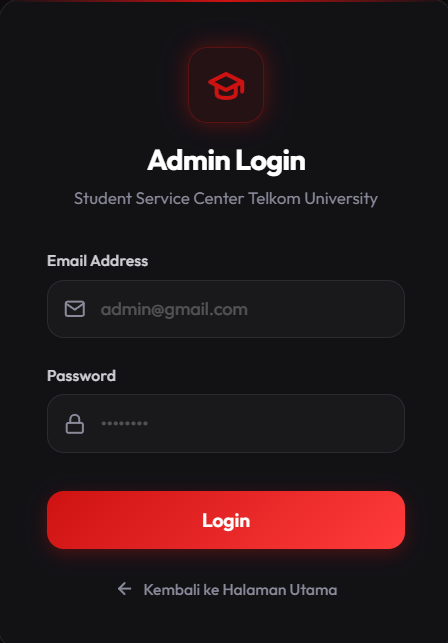 Admin Login
Student Service Center Telkom University
Email Address
admin@gmail.com
Password
••••••••
Login
Kembali ke Halaman Utama